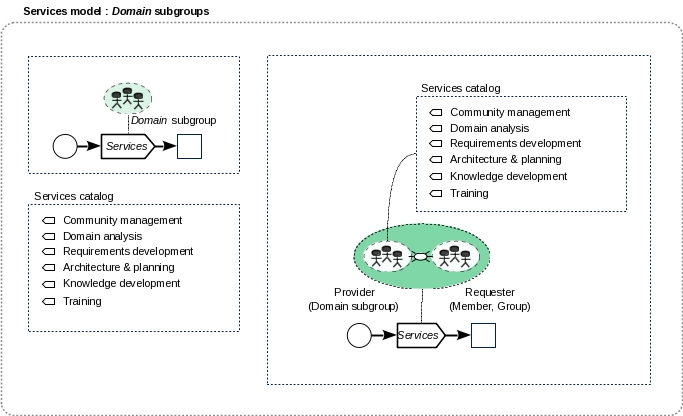 Services model : Domain subgroups
Domain subgroup
Services
Services catalog
Community management
Domain analysis
Requirements development
Architecture & planning
Knowledge development
Training
Services catalog
Community management
Domain analysis
Requirements development
Architecture & planning
Knowledge development
Training
Provider
(Domain subgroup)
Requester
(Member, Group)
Services